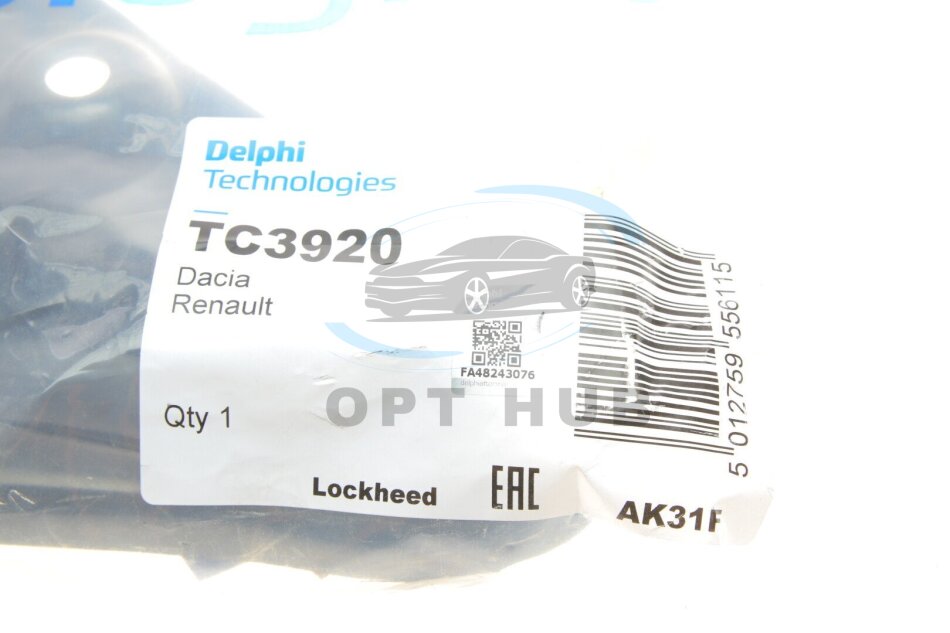 Delphi
Technologies
TC3920
Dacia
Renault
FA48243076
OPT HUB
Qty 1
5 012759 556115
Lockheed
EAC
AK31F